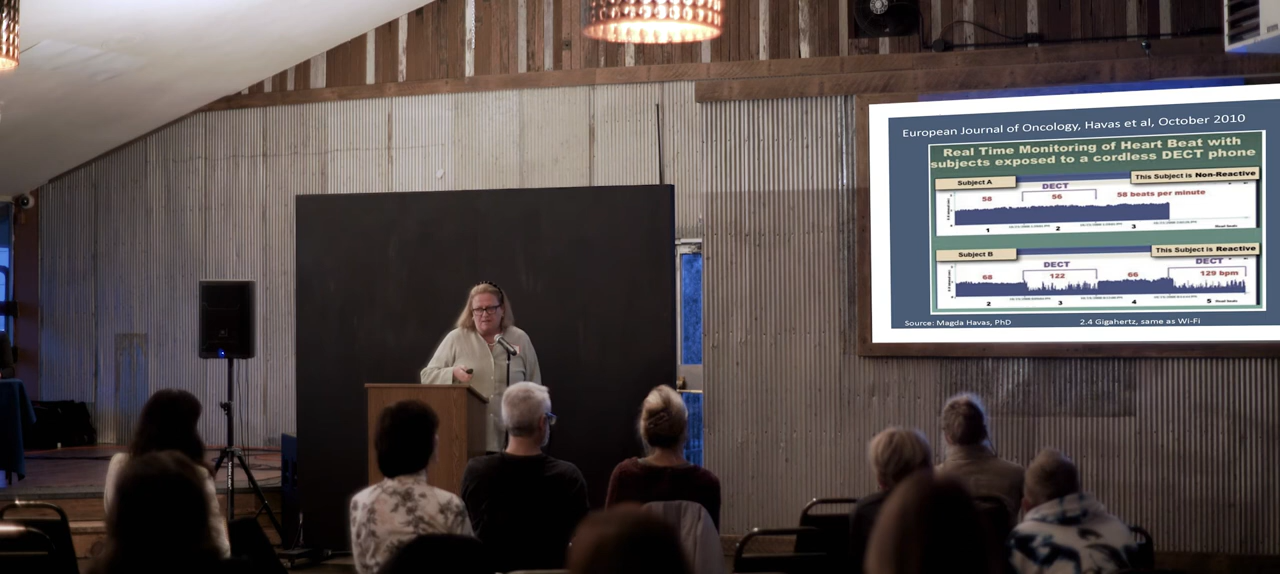 European Journal of Oncology, Havas et al, October 2010
Real Time Monitoring of Heart Beat with
subjects exposed to a cordless DECT phone
Subject A
This Subject is Non-Reactive
DECT
58
56
58 beats per minute
1
2
3
Subject B
This Subject is Reactive
DECT
DECT
68
122
66
129 bpm
2
3
4
5
Source: Magda Havas, PhD
2.4 Gigahertz, same as Wi-Fi